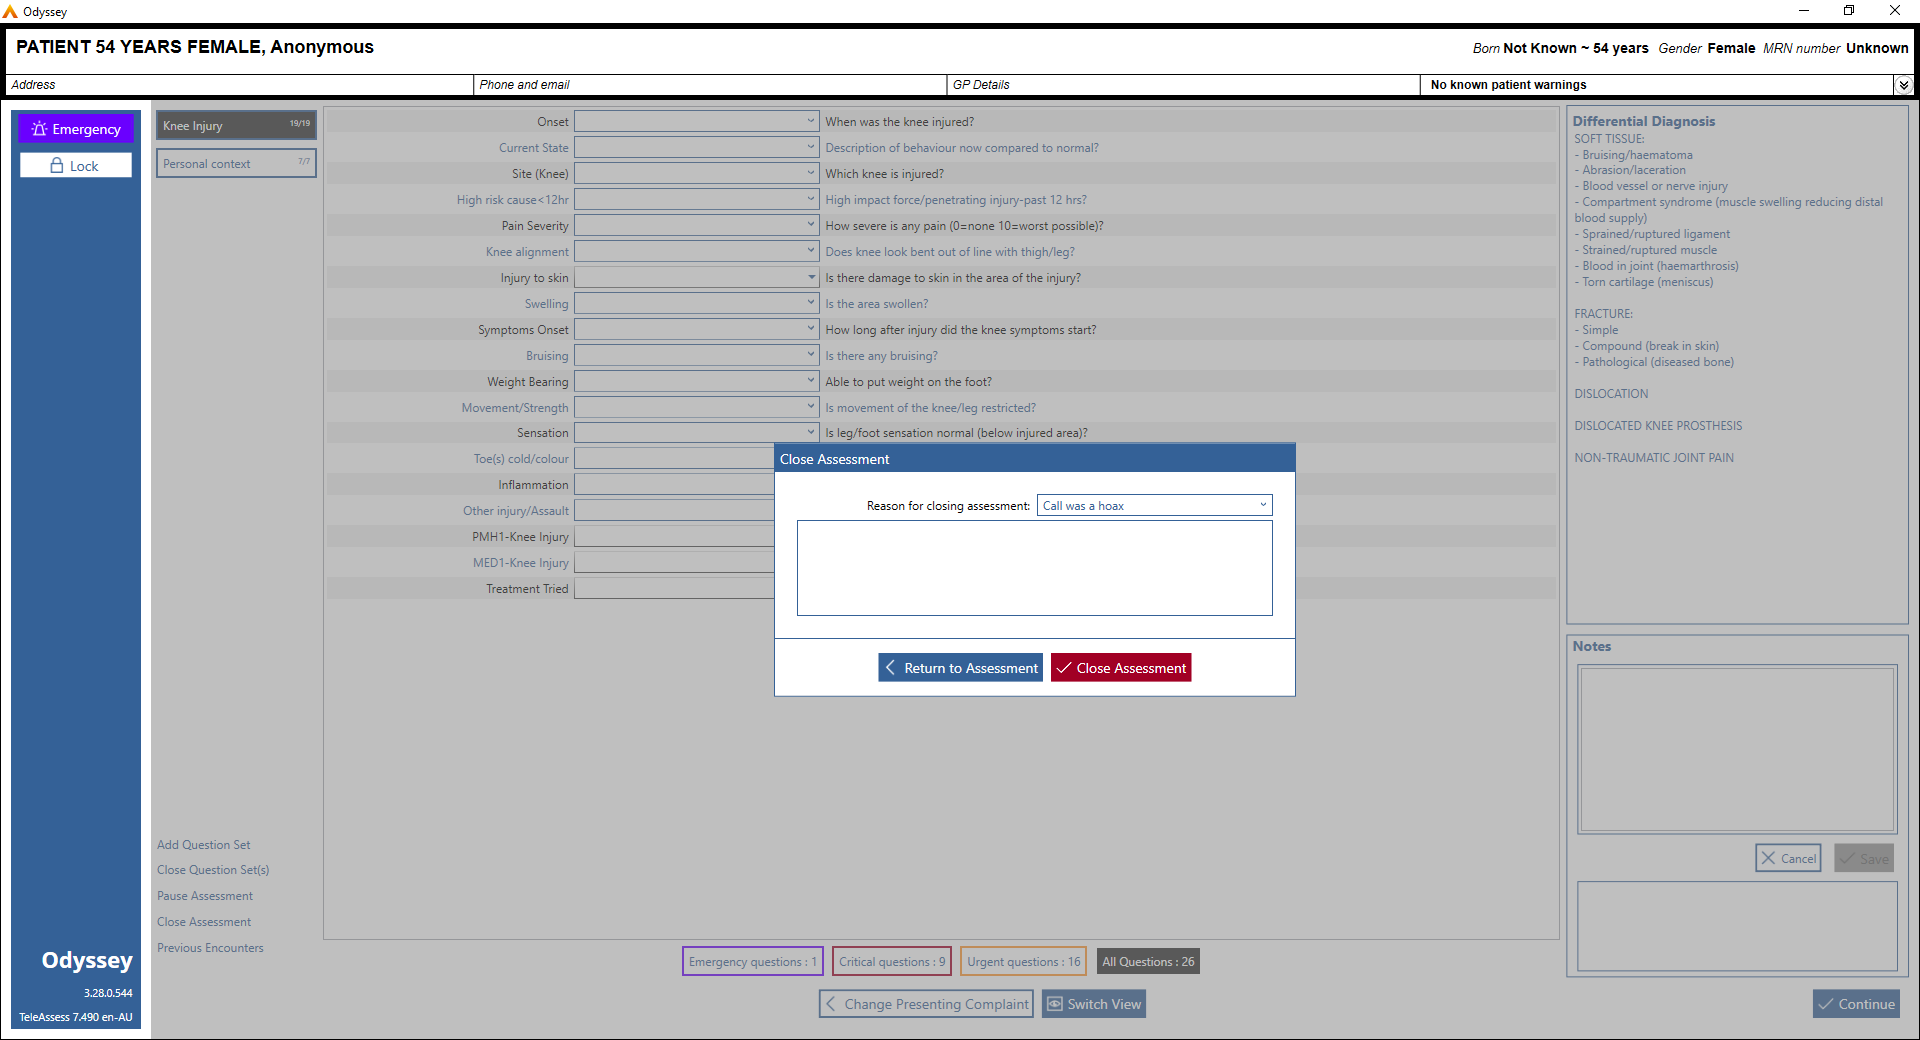 Odyssey
PATIENT 54 YEARS FEMALE, Anonymous
Born Not Known ~ 54 years Gender Female MRN number Unknown
Address
Phone and email
GP Details
No known patient warnings
Emergency
Lock
Knee Injury 19/19
Personal context 7/7
Onset When was the knee injured?
Current State Description of behaviour now compared to normal?
Site (Knee) Which knee is injured?
High risk cause<12hr High impact force/penetrating injury-past 12 hrs?
Pain Severity How severe is any pain (0=none 10=worst possible)?
Knee alignment Does knee look bent out of line with thigh/leg?
Injury to skin Is there damage to skin in the area of the injury?
Swelling Is the area swollen?
Symptoms Onset How long after injury did the knee symptoms start?
Bruising Is there any bruising?
Weight Bearing Able to put weight on the foot?
Movement/Strength Is movement of the knee/leg restricted?
Sensation Is leg/foot sensation normal (below injured area)?
Toe(s) cold/colour
Inflammation
Other injury/Assault
PMH1-Knee Injury
MED1-Knee Injury
Treatment Tried
Close Assessment
Reason for closing assessment: Call was a hoax
Return to Assessment
Close Assessment
Differential Diagnosis
SOFT TISSUE:
- Bruising/haematoma
- Abrasion/laceration
- Blood vessel or nerve injury
- Compartment syndrome (muscle swelling reducing distal
blood supply)
- Sprained/ruptured ligament
- Strained/ruptured muscle
- Blood in joint (haemarthrosis)
- Torn cartilage (meniscus)
FRACTURE:
- Simple
- Compound (break in skin)
- Pathological (diseased bone)
DISLOCATION
DISLOCATED KNEE PROSTHESIS
NON-TRAUMATIC JOINT PAIN
Notes
Cancel
Save
Add Question Set
Close Question Set(s)
Pause Assessment
Close Assessment
Previous Encounters
Odyssey
3.28.0.544
TeleAssess 7.490 en-AU
Emergency questions : 1
Critical questions : 9
Urgent questions : 16
All Questions : 26
Change Presenting Complaint
Switch View
Continue